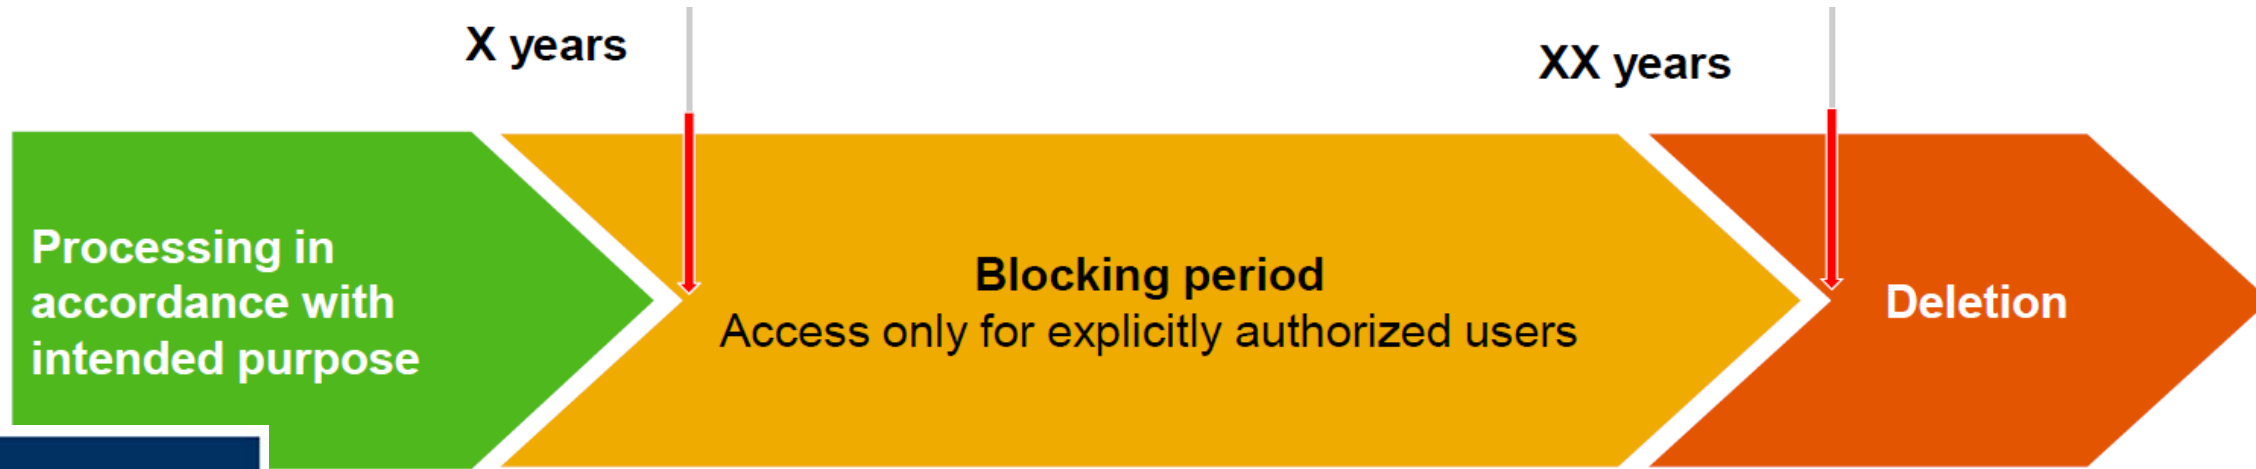 X years
XX years
Processing in
accordance with
intended purpose
Blocking period
Access only for explicitly authorized users
Deletion